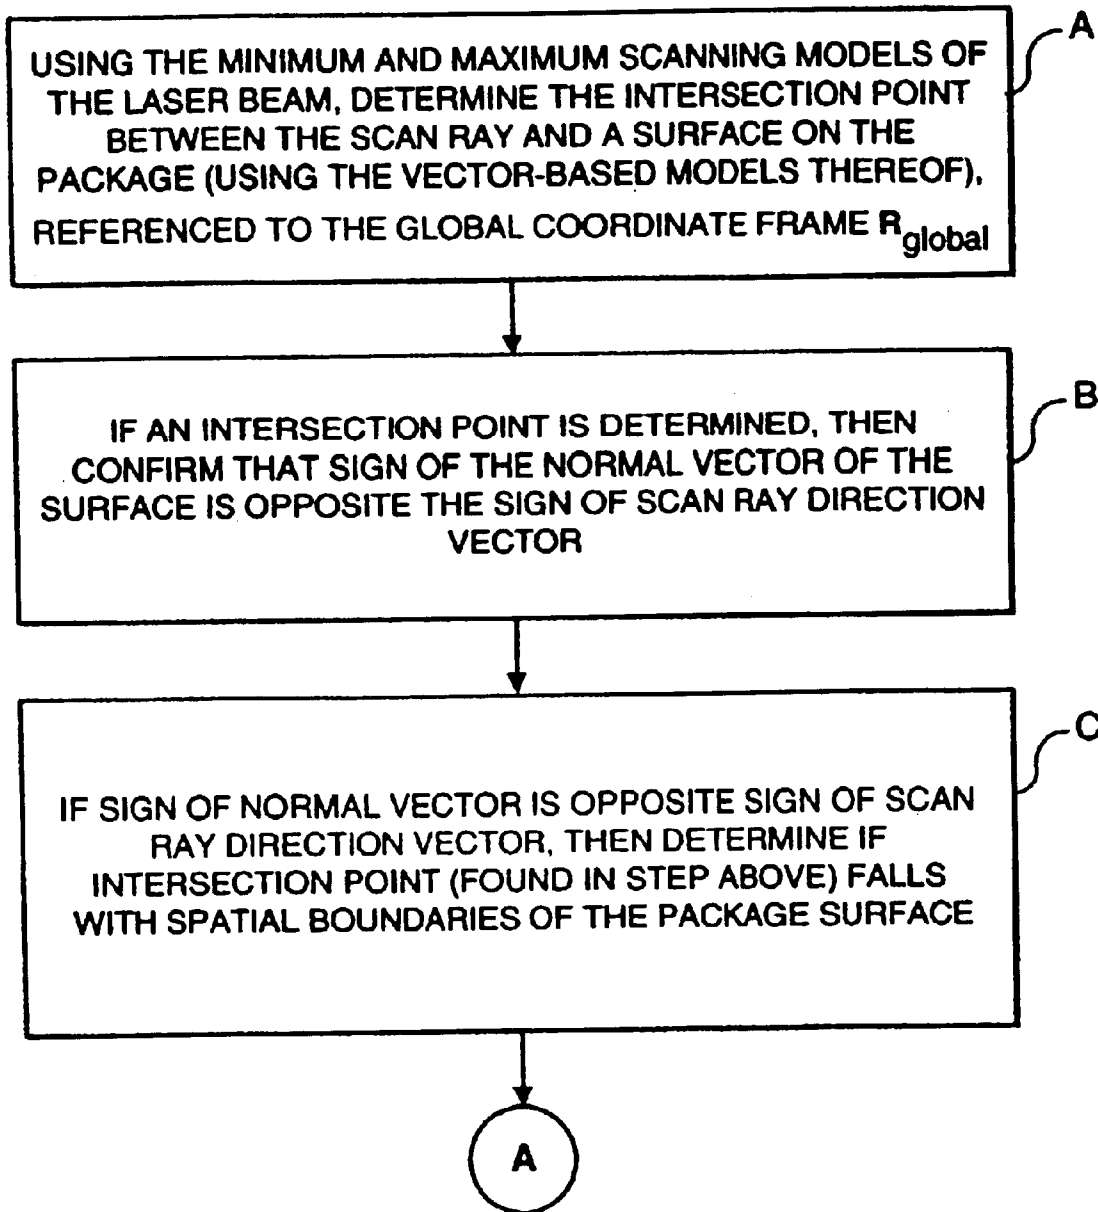 USING THE MINIMUM AND MAXIMUM SCANNING MODELS OF
THE LASER BEAM, DETERMINE THE INTERSECTION POINT
BETWEEN THE SCAN RAY AND A SURFACE ON THE
PACKAGE (USING THE VECTOR-BASED MODELS THEREOF),
REFERENCED TO THE GLOBAL COORDINATE FRAME Rglobal
A
IF AN INTERSECTION POINT IS DETERMINED, THEN
CONFIRM THAT SIGN OF THE NORMAL VECTOR OF THE
SURFACE IS OPPOSITE THE SIGN OF SCAN RAY DIRECTION
VECTOR
B
IF SIGN OF NORMAL VECTOR IS OPPOSITE SIGN OF SCAN
RAY DIRECTION VECTOR, THEN DETERMINE IF
INTERSECTION POINT (FOUND IN STEP ABOVE) FALLS
WITH SPATIAL BOUNDARIES OF THE PACKAGE SURFACE
C
A